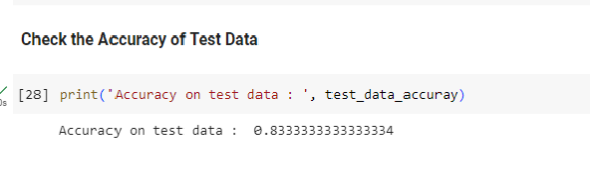 Check the Accuracy of Test Data
0s [28] print("Accuracy on test data : ', test_data_accuray)
Accuracy on test data :  0.8333333333333334